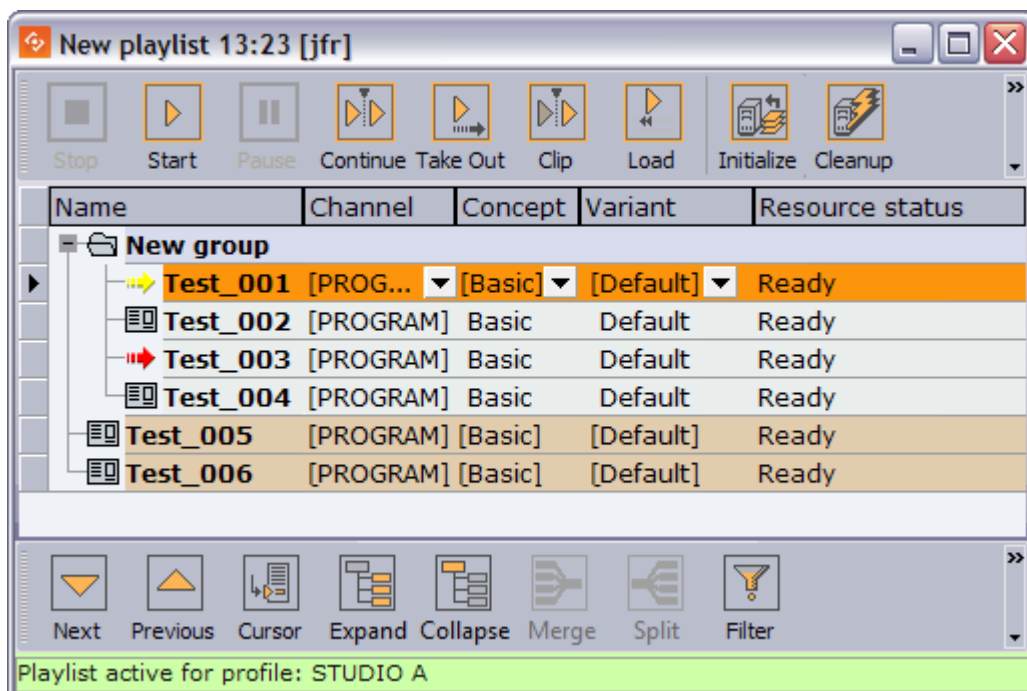 New playlist 13:23 [jfr]
Stop Start Pause Continue Take Out Clip Load Initialize Cleanup
Name Channel Concept Variant Resource status
New group
Test_001 [PROG... [Basic] [Default] Ready
Test_002 [PROGRAM] Basic Default Ready
Test_003 [PROGRAM] Basic Default Ready
Test_004 [PROGRAM] Basic Default Ready
Test_005 [PROGRAM] [Basic] [Default] Ready
Test_006 [PROGRAM] [Basic] [Default] Ready
Next Previous Cursor Expand Collapse Merge Split Filter
Playlist active for profile: STUDIO A